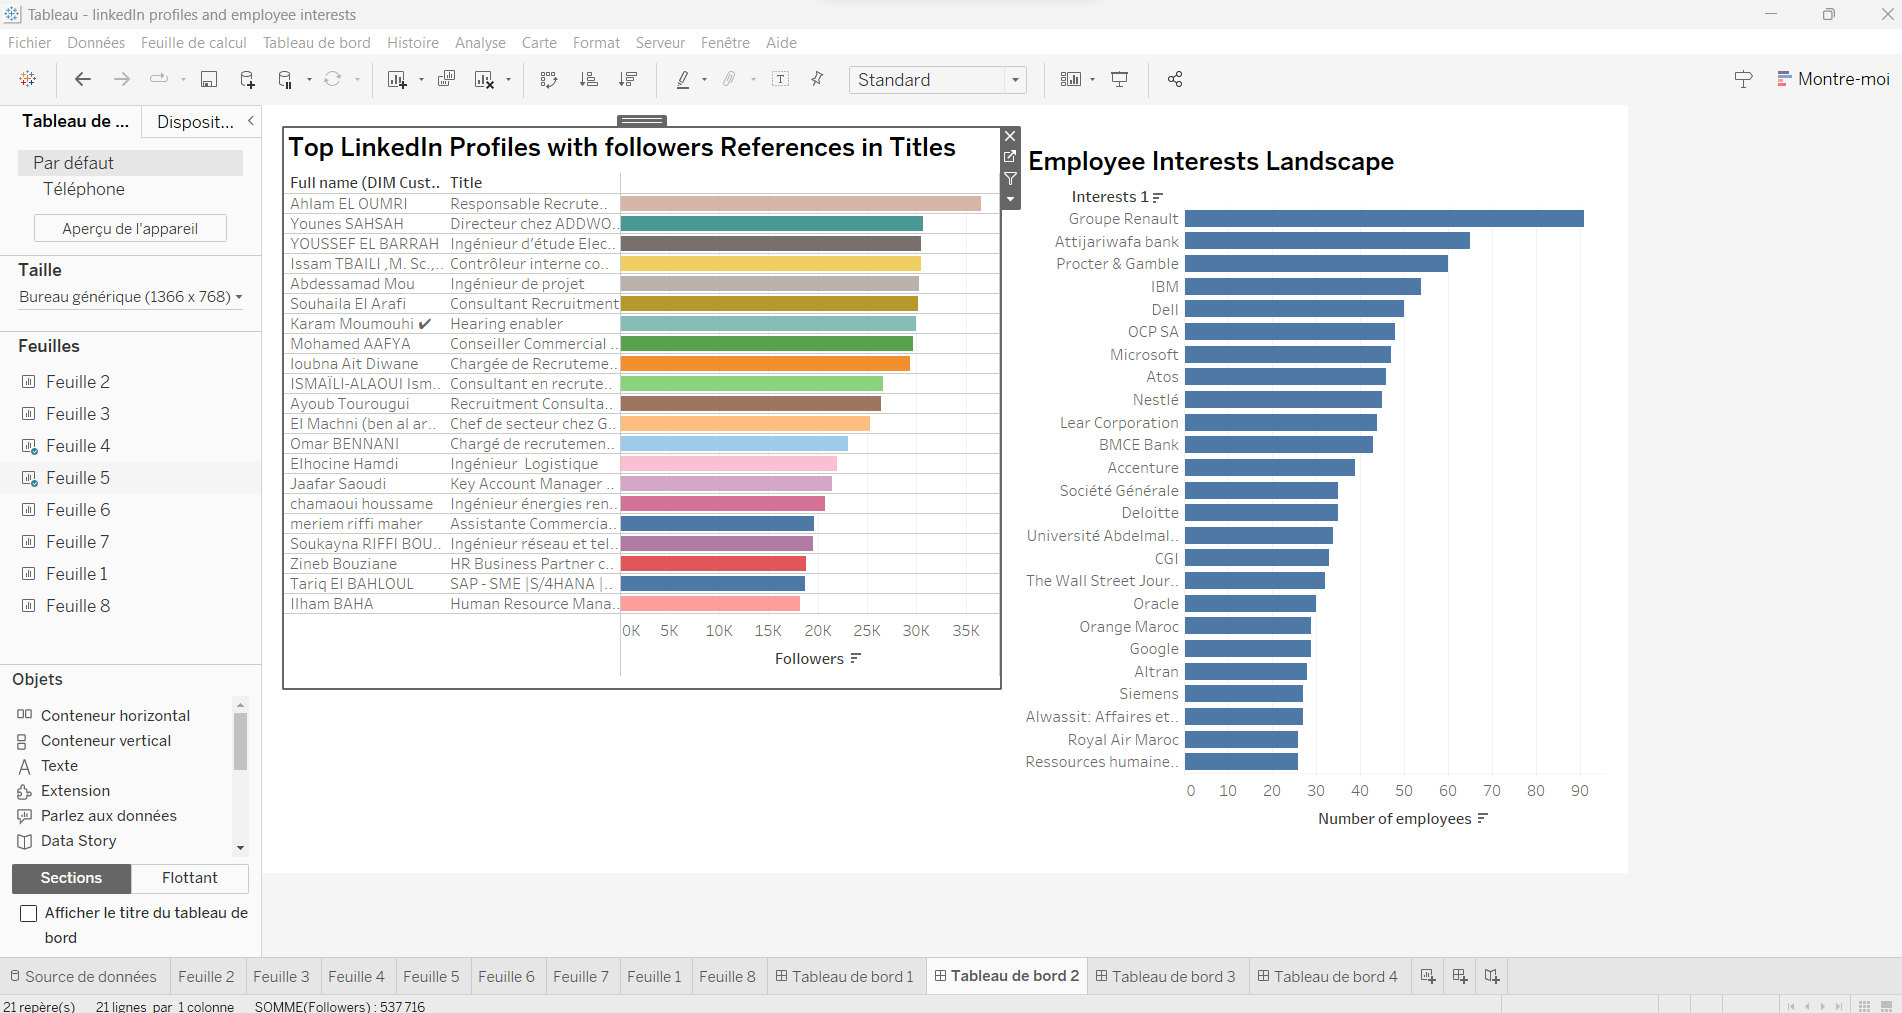 Tableau - linkedIn profiles and employee interests
Fichier Données Feuille de calcul Tableau de bord Histoire Analyse Carte Format Serveur Fenêtre Aide
Standard
Montre-moi
Tableau de ...
Disposit...
Par défaut
Téléphone
Aperçu de l'appareil
Taille
Bureau générique (1366 x 768)
Feuilles
Feuille 2
Feuille 3
Feuille 4
Feuille 5
Feuille 6
Feuille 7
Feuille 1
Feuille 8
Objets
Conteneur horizontal
Conteneur vertical
Texte
Extension
Parlez aux données
Data Story
Sections Flottant
Afficher le titre du tableau de
bord
Top LinkedIn Profiles with followers References in Titles
Full name (DIM Cust.. Title
Ahlam EL OUMRI Responsable Recrute..
Younes SAHSAH Directeur chez ADDWO..
YOUSSEF EL BARRAH Ingénieur d'étude Elec..
Issam TBAILI ,M. Sc.,.. Contrôleur interne co..
Abdessamad Mou Ingénieur de projet
Souhaila El Arafi Consultant Recruitment
Karam Moumouhi ✔ Hearing enabler
Mohamed AAFYA Conseiller Commercial ..
loubna Ait Diwane Chargée de Recruteme..
ISMAÏLI-ALAOUI Ism.. Consultant en recrute..
Ayoub Tourougui Recruitment Consulta..
El Machni (ben al ar.. Chef de secteur chez G..
Omar BENNANI Chargé de recrutemen..
Elhocine Hamdi Ingénieur Logistique
Jaafar Saoudi Key Account Manager ..
chamaoui houssame Ingénieur énergies ren..
meriem riffi maher Assistante Commercia..
Soukayna RIFFI BOU.. Ingénieur réseau et tel..
Zineb Bouziane HR Business Partner c..
Tariq El BAHLOUL SAP - SME |S/4HANA |..
Ilham BAHA Human Resource Mana..
0K 5K 10K 15K 20K 25K 30K 35K
Followers
Employee Interests Landscape
Interests 1
Groupe Renault
Attijariwafa bank
Procter & Gamble
IBM
Dell
OCP SA
Microsoft
Atos
Nestlé
Lear Corporation
BMCE Bank
Accenture
Société Générale
Deloitte
Université Abdelmal..
CGI
The Wall Street Jour..
Oracle
Orange Maroc
Google
Altran
Siemens
Alwassit: Affaires et..
Royal Air Maroc
Ressources humaine..
0 10 20 30 40 50 60 70 80 90
Number of employees
Source de données Feuille 2 Feuille 3 Feuille 4 Feuille 5 Feuille 6 Feuille 7 Feuille 1 Feuille 8 Tableau de bord 1 Tableau de bord 2 Tableau de bord 3 Tableau de bord 4
21 repère(s) 21 lignes par 1 colonne SOMME(Followers) : 537 716